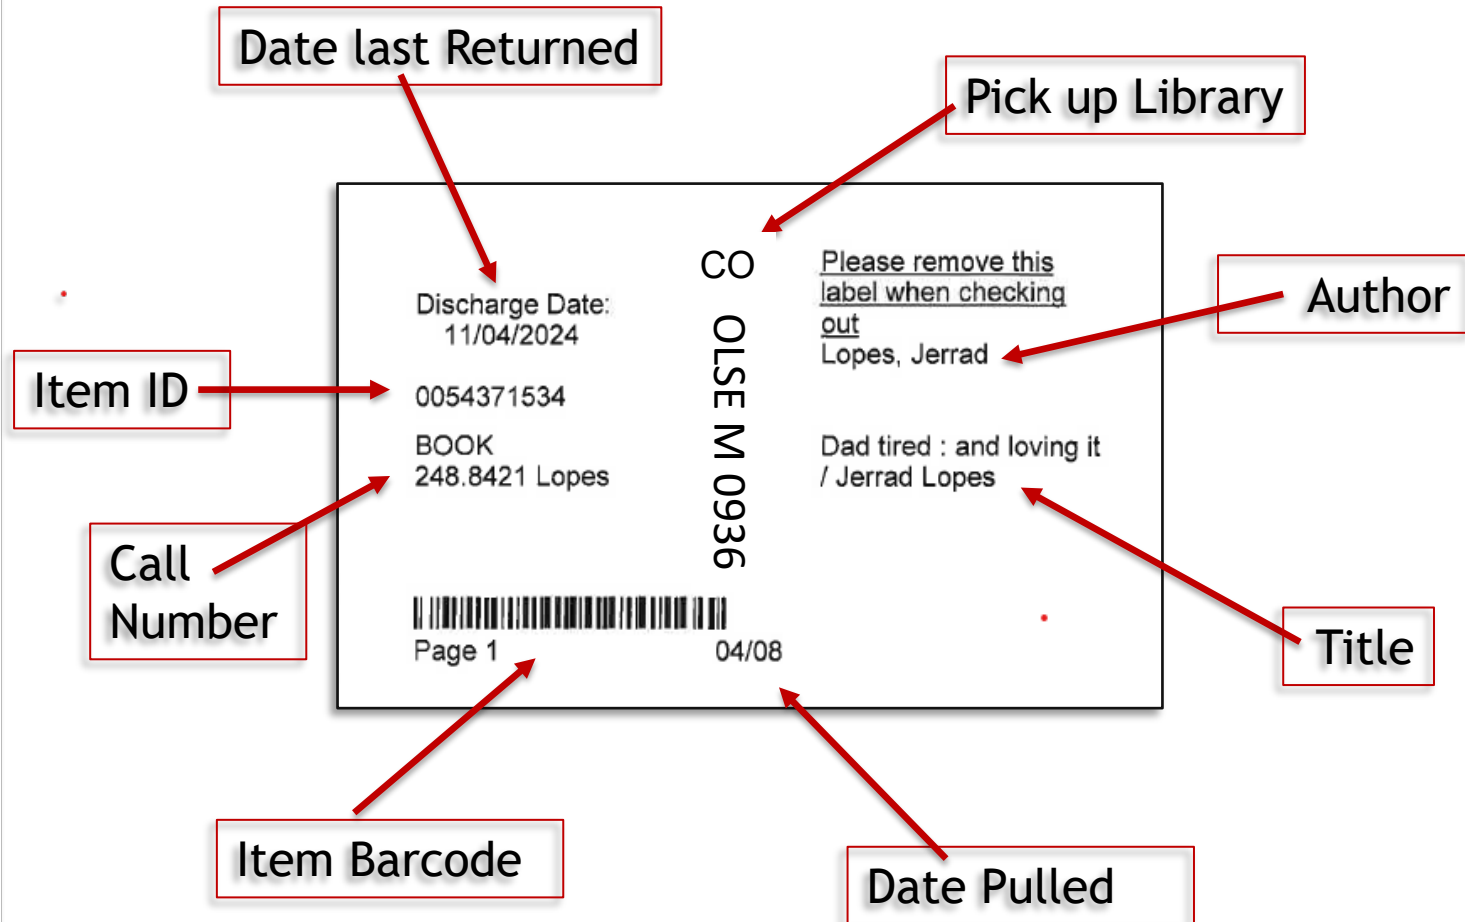 Date last Returned
Pick up Library
CO
Please remove this
label when checking
out
Lopes, Jerrad
Author
Discharge Date:
11/04/2024
Item ID
0054371534
OLSE M 0936
BOOK
248.8421 Lopes
Dad tired : and loving it
/ Jerrad Lopes
Call
Number
Page 1
04/08
Title
Item Barcode
Date Pulled